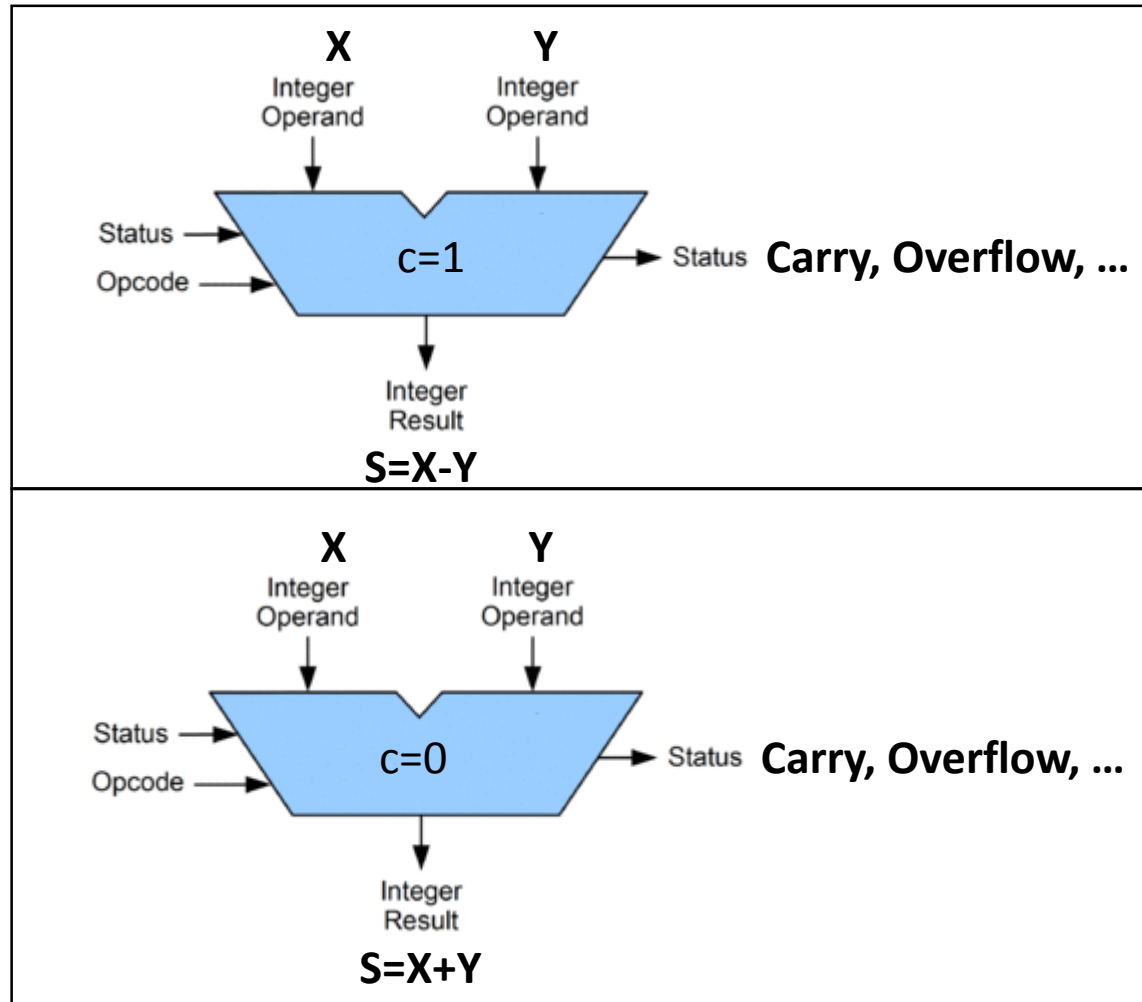 X Y
Integer Operand Integer Operand
Status
c=1
Status Carry, Overflow, ...
Opcode
Integer
Result
S=X-Y
X Y
Integer Operand Integer Operand
Status
c=0
Status Carry, Overflow, ...
Opcode
Integer
Result
S=X+Y